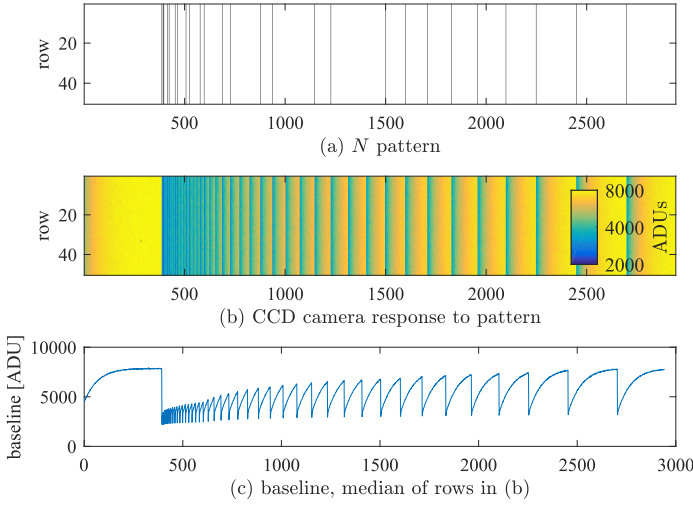 20
row
40
500 1000 1500 2000 2500
(a) N pattern
8000
20
row
4000
ADUs
40
2000
500 1000 1500 2000 2500
(b) CCD camera response to pattern
10000
baseline [ADU]
5000
0
0 500 1000 1500 2000 2500 3000
(c) baseline, median of rows in (b)